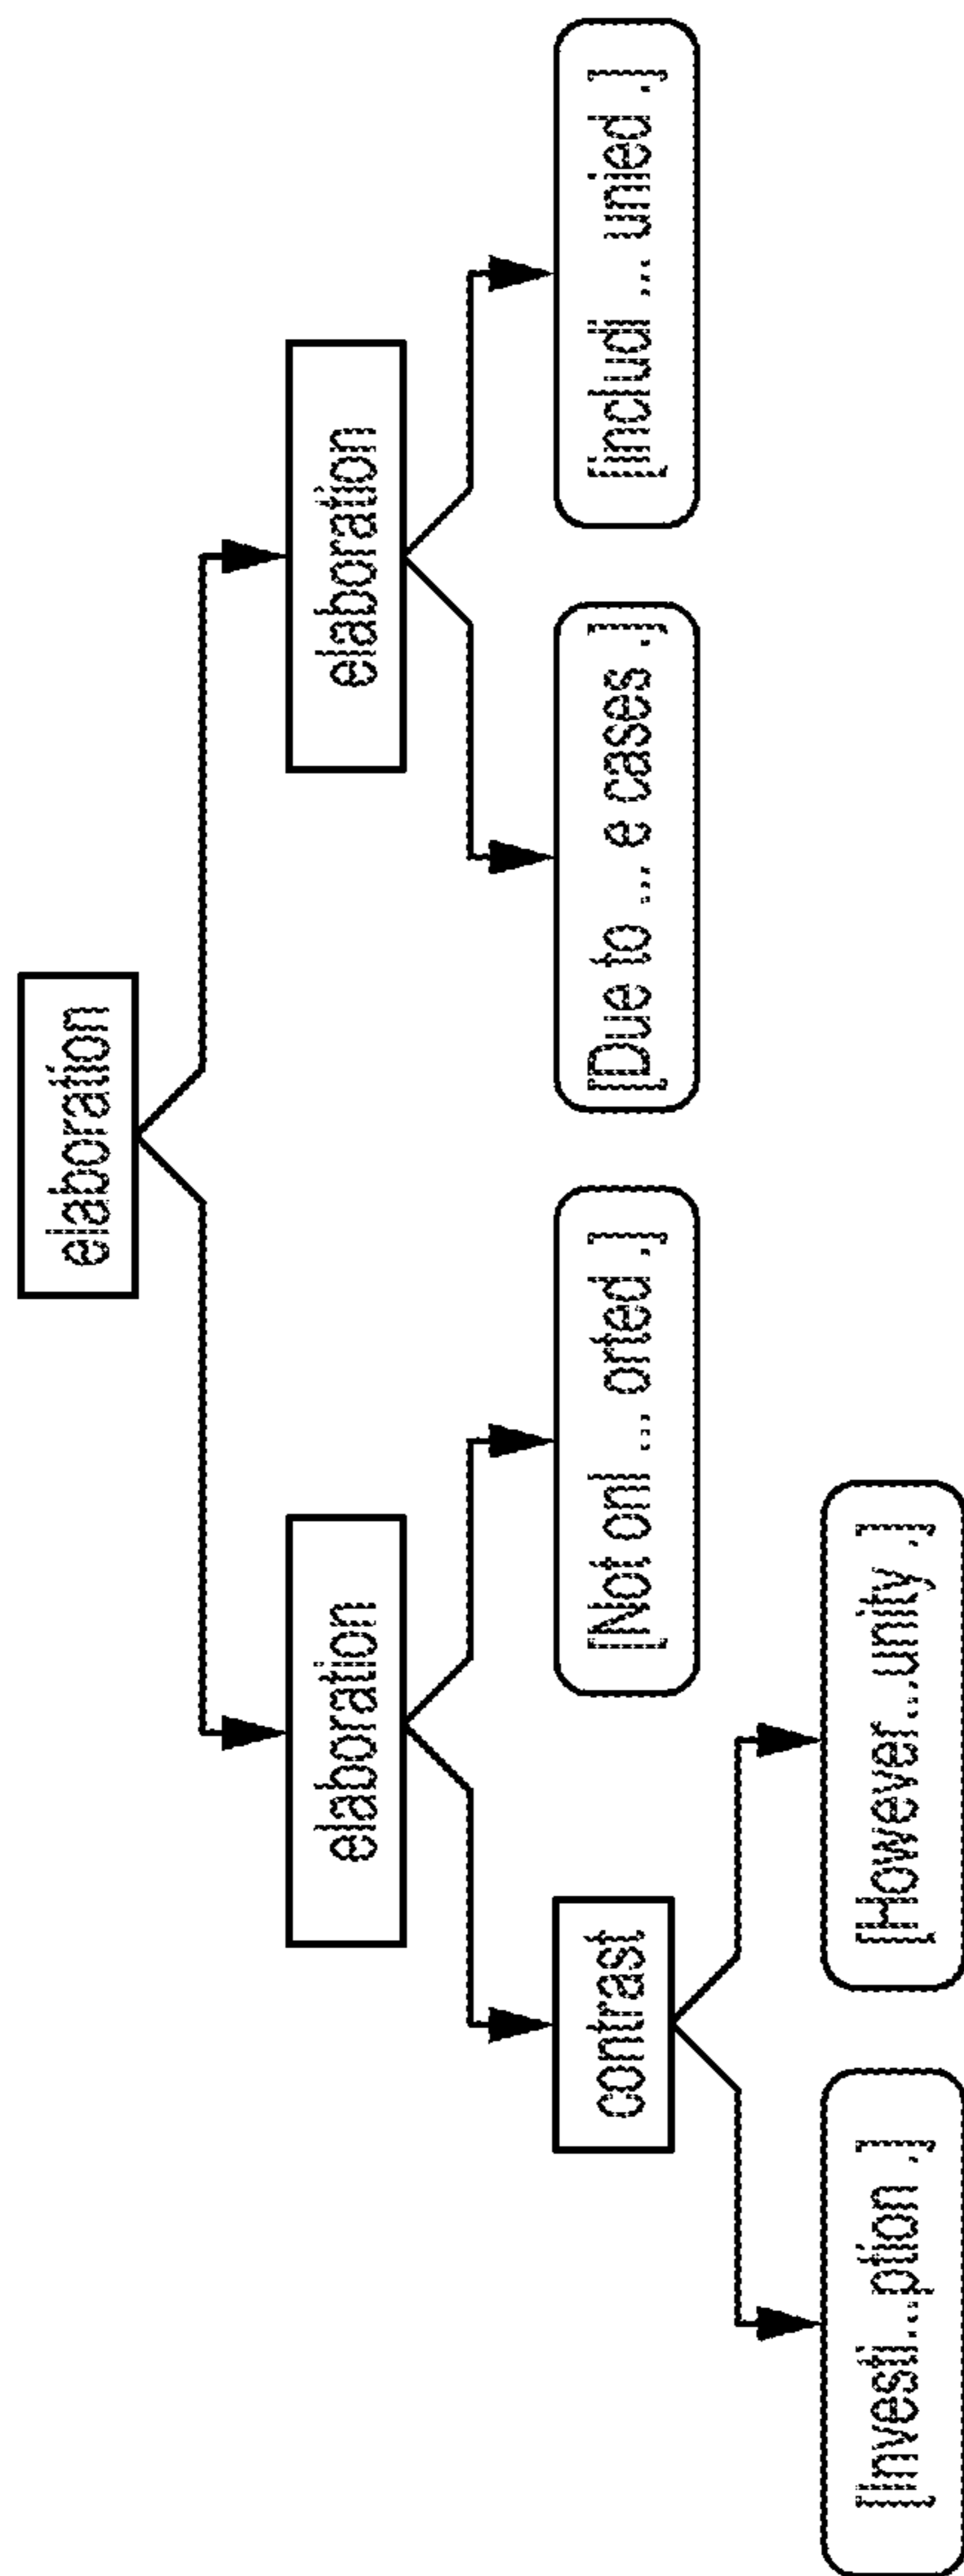 elaboration
elaboration
elaboration
contrast
[Not onl ... orted .]
[Due to ... e cases .]
[includi ... unied .]
[Investi...ption .]
[However...unity .]